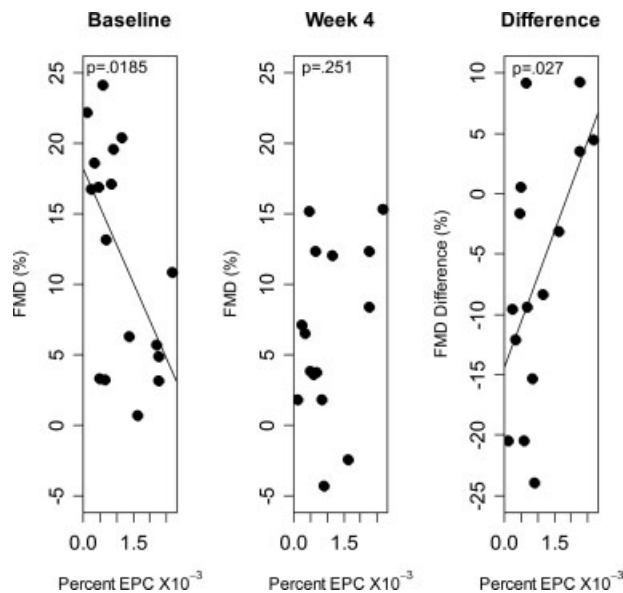 Baseline
Week 4
Difference
p=.0185
p=.251
p=.027
FMD (%)
25
20
15
10
5
0
-5
FMD (%)
25
20
15
10
5
0
-5
FMD Difference (%)
10
5
0
-5
-10
-15
-20
-25
0.0 1.5
0.0 1.5
0.0 1.5
Percent EPC X10⁻³
Percent EPC X10⁻³
Percent EPC X10⁻³